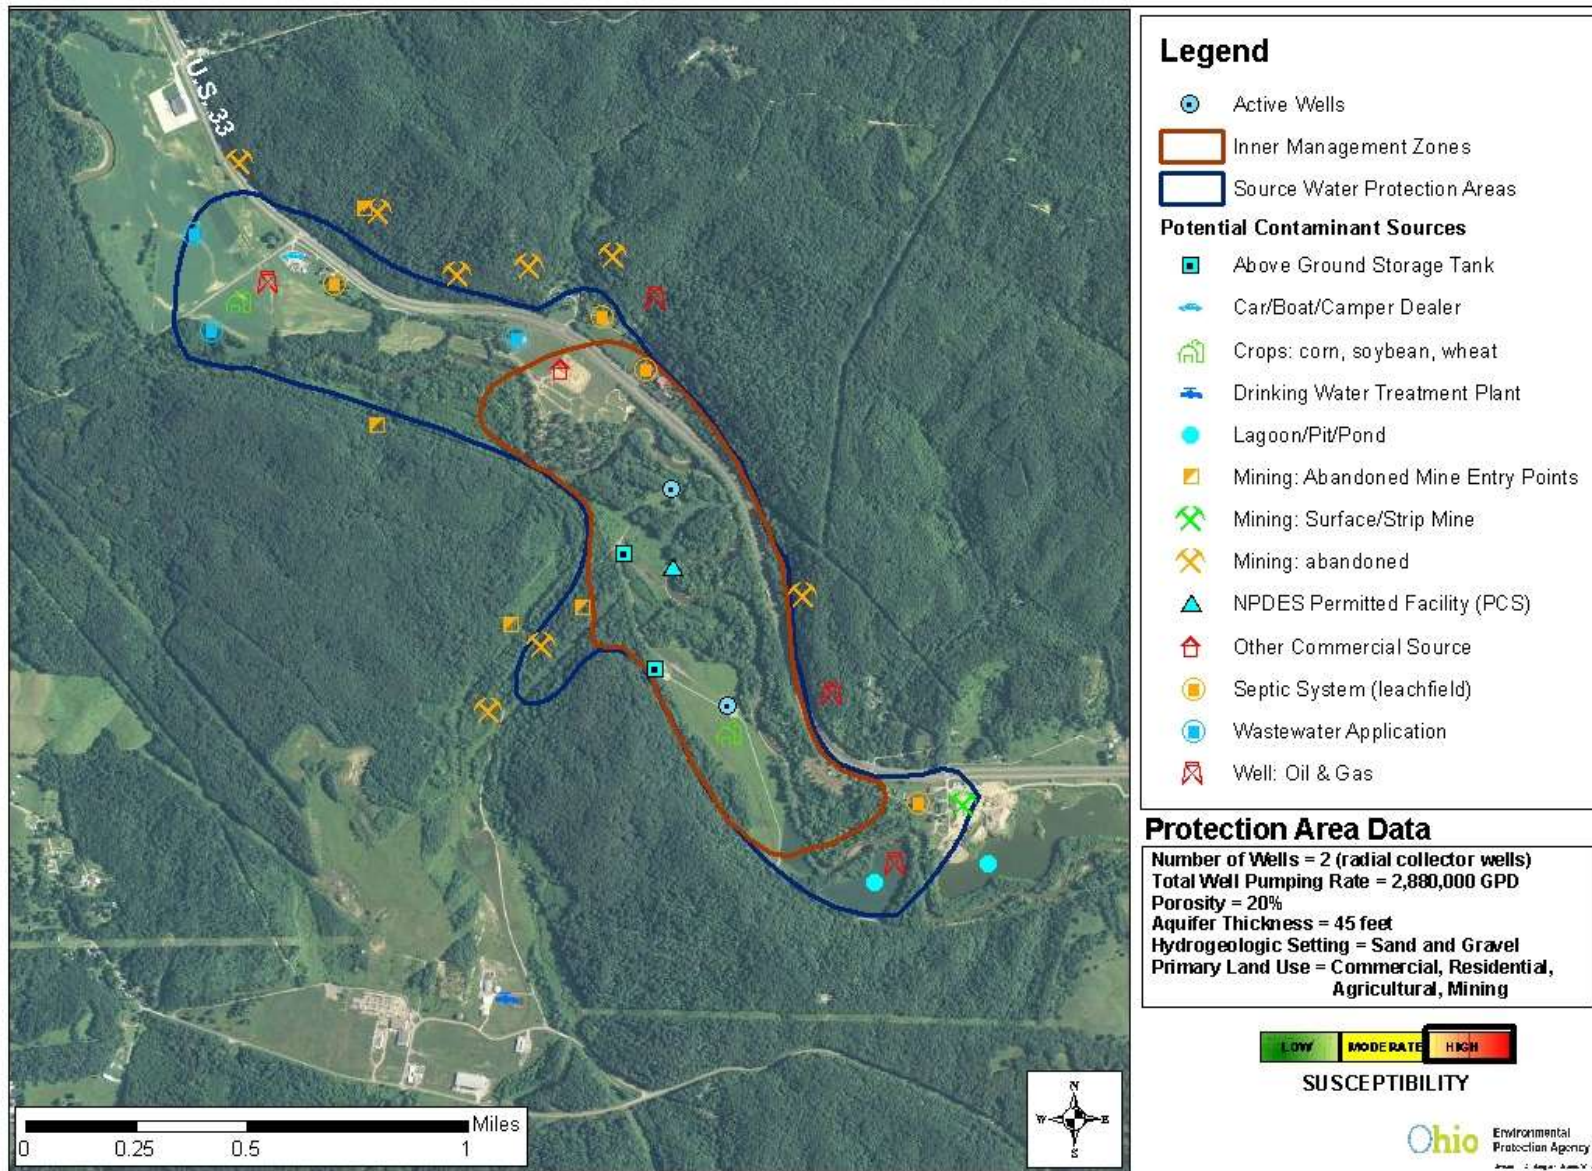 U.S. 33
Miles
0 0.25 0.5 1
N
W E
S
Legend
Active Wells
Inner Management Zones
Source Water Protection Areas
Potential Contaminant Sources
Above Ground Storage Tank
Car/Boat/Camper Dealer
Crops: corn, soybean, wheat
Drinking Water Treatment Plant
Lagoon/Pit/Pond
Mining: Abandoned Mine Entry Points
Mining: Surface/Strip Mine
Mining: abandoned
NPDES Permitted Facility (PCS)
Other Commercial Source
Septic System (leachfield)
Wastewater Application
Well: Oil & Gas
Protection Area Data
Number of Wells = 2 (radial collector wells)
Total Well Pumping Rate = 2,880,000 GPD
Porosity = 20%
Aquifer Thickness = 45 feet
Hydrogeologic Setting = Sand and Gravel
Primary Land Use = Commercial, Residential,
Agricultural, Mining
LOW MODERATE HIGH
SUSCEPTIBILITY
Ohio Environmental
Protection Agency